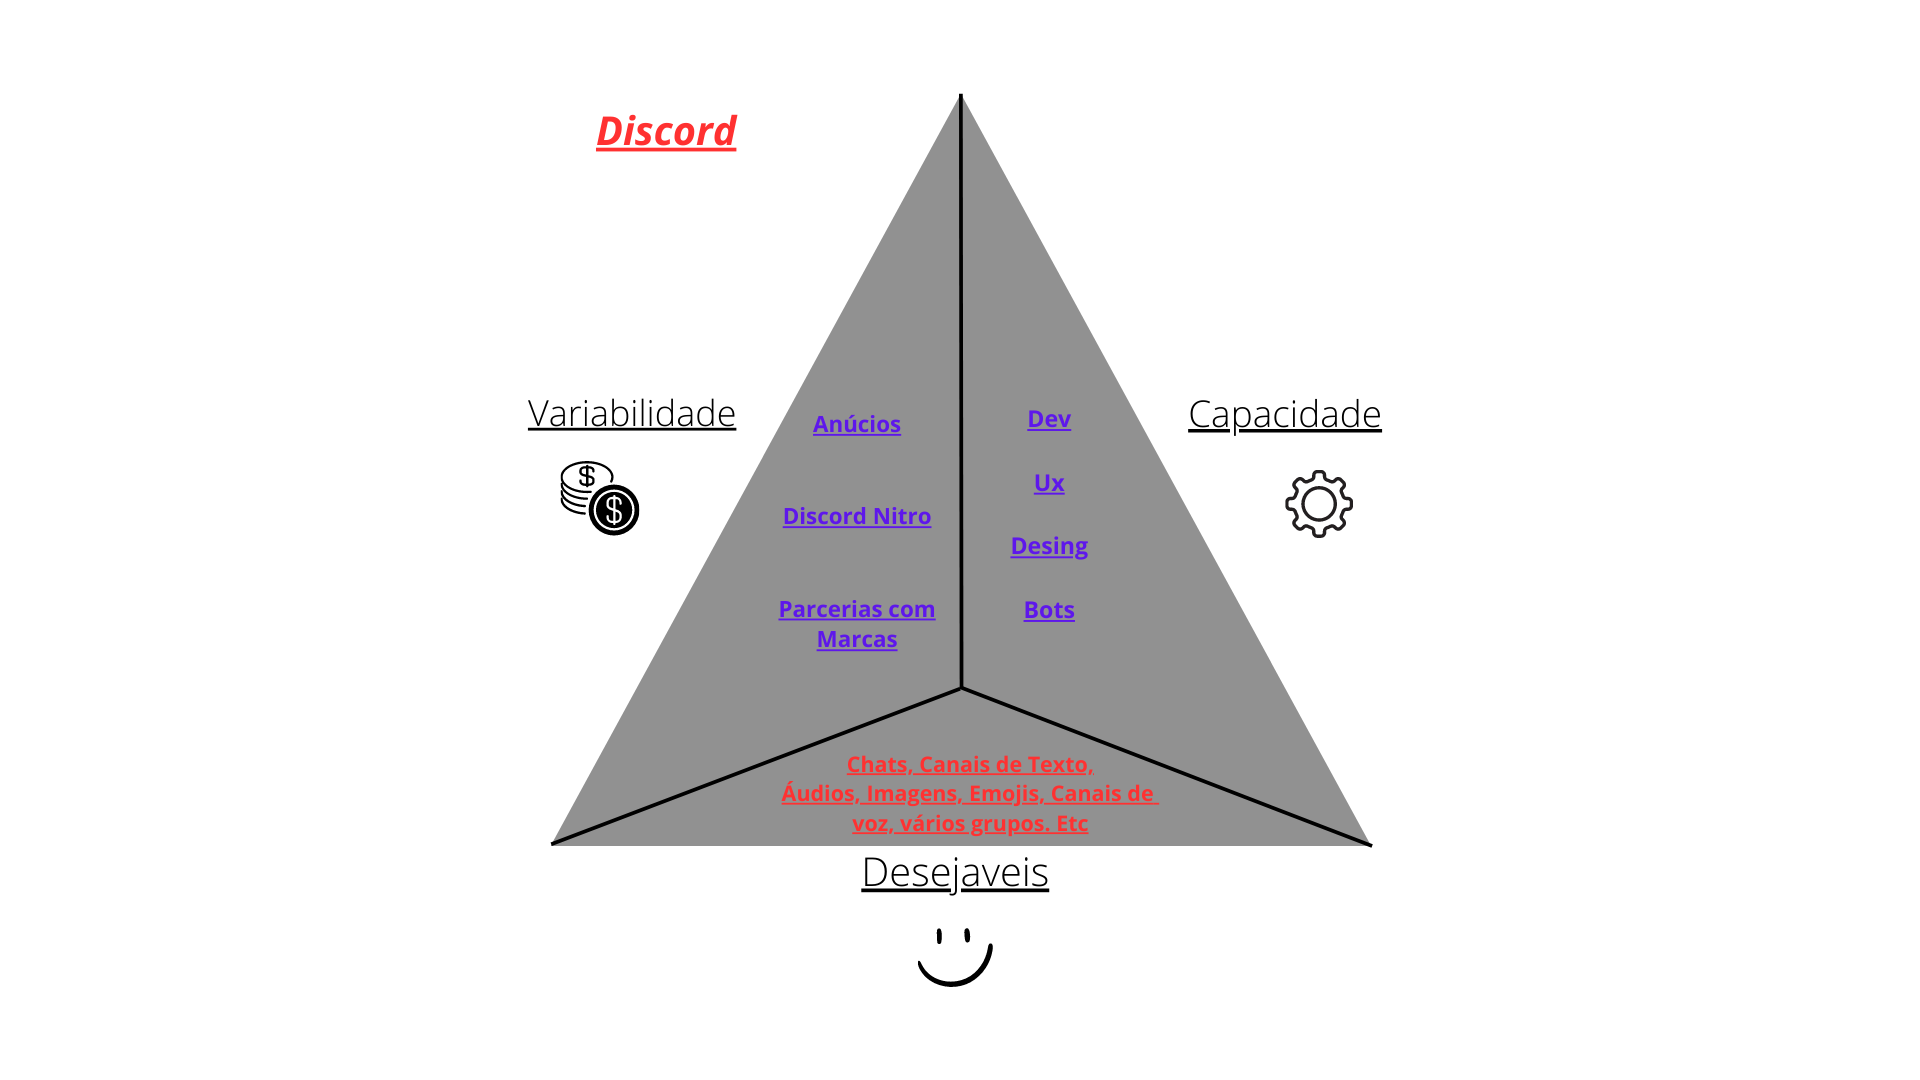 Discord
Variabilidade
$
$
Anúcios
Discord Nitro
Parcerias com
Marcas
Dev
Ux
Desing
Bots
Capacidade
Chats, Canais de Texto,
Áudios, Imagens, Emojis, Canais de
voz, vários grupos. Etc
Desejaveis